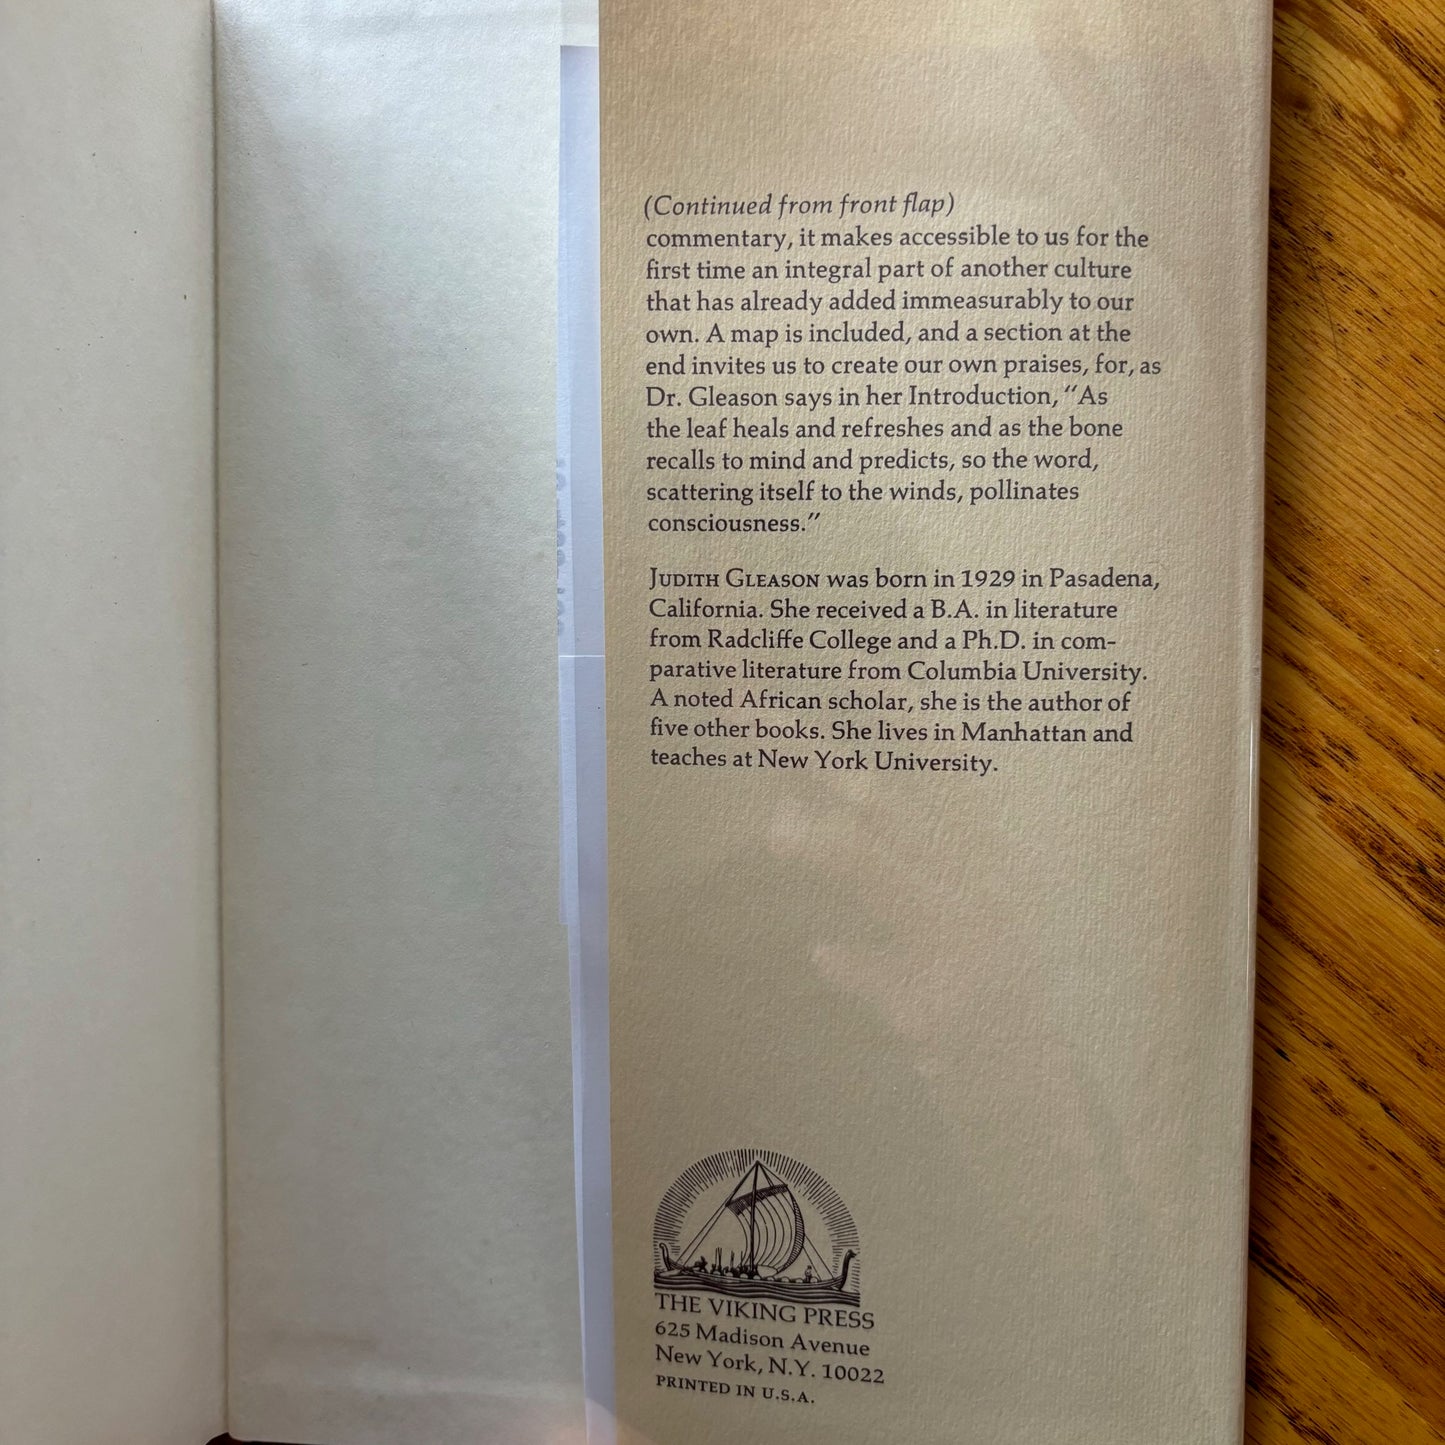 (Continued from front flap)
commentary, it makes accessible to us for the
first time an integral part of another culture
that has already added immeasurably to our
own. A map is included, and a section at the
end invites us to create our own praises, for, as
Dr. Gleason says in her Introduction, “As
the leaf heals and refreshes and as the bone
recalls to mind and predicts, so the word,
scattering itself to the winds, pollinates
consciousness.”
JUDITH GLEASON was born in 1929 in Pasadena,
California. She received a B.A. in literature
from Radcliffe College and a Ph.D. in com-
parative literature from Columbia University.
A noted African scholar, she is the author of
five other books. She lives in Manhattan and
teaches at New York University.
THE VIKING PRESS
625 Madison Avenue
New York, N.Y. 10022
PRINTED IN U.S.A.